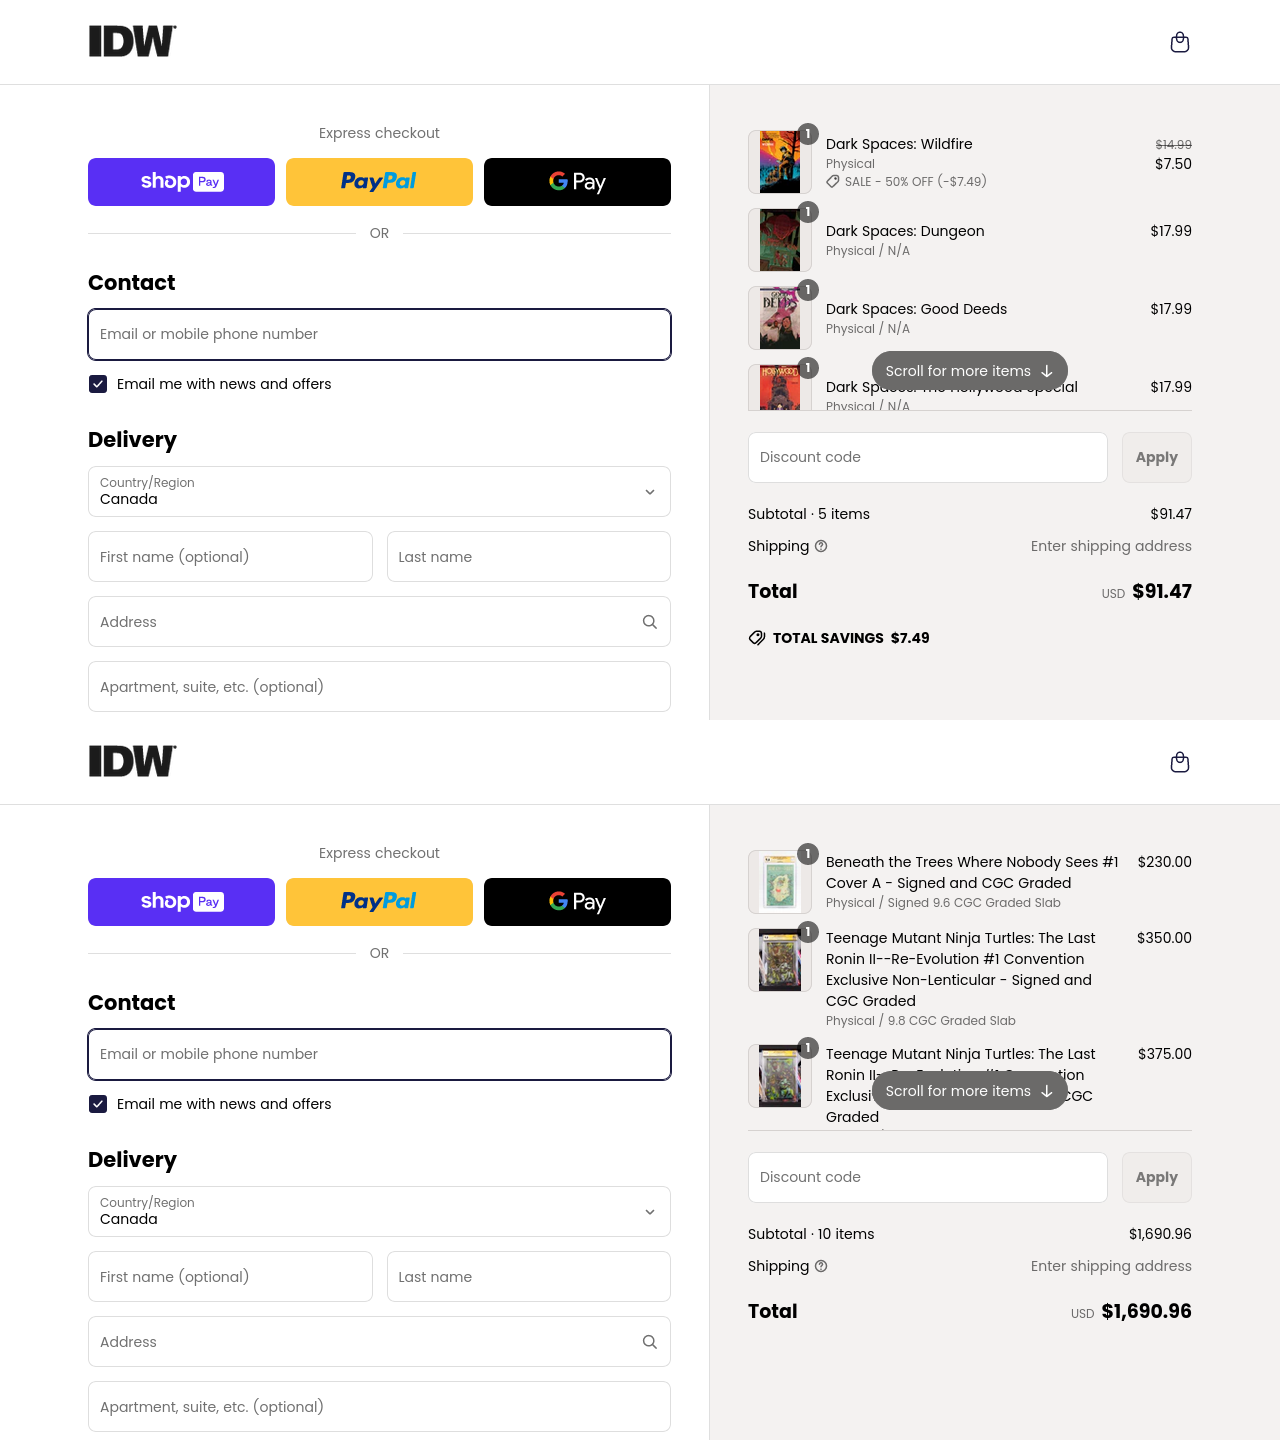 IDW
Express checkout
shop Pay
PayPal
G Pay
OR
Contact
Email or mobile phone number
Email me with news and offers
Delivery
Country/Region
Canada
First name (optional)
Last name
Address
Apartment, suite, etc. (optional)
1
Dark Spaces: Wildfire
$14.99
Physical
$7.50
SALE - 50% OFF (-$7.49)
1
Dark Spaces: Dungeon
$17.99
Physical / N/A
1
Dark Spaces: Good Deeds
$17.99
Physical / N/A
1
Scroll for more items
Dark Spaces: The Hollywood Special
$17.99
Physical / N/A
Discount code
Apply
Subtotal · 5 items
$91.47
Shipping
Enter shipping address
Total
USD $91.47
TOTAL SAVINGS $7.49
IDW
Express checkout
shop Pay
PayPal
G Pay
OR
Contact
Email or mobile phone number
Email me with news and offers
Delivery
Country/Region
Canada
First name (optional)
Last name
Address
Apartment, suite, etc. (optional)
1
Beneath the Trees Where Nobody Sees #1
$230.00
Cover A - Signed and CGC Graded
Physical / Signed 9.6 CGC Graded Slab
1
Teenage Mutant Ninja Turtles: The Last
$350.00
Ronin II--Re-Evolution #1 Convention
Exclusive Non-Lenticular - Signed and
CGC Graded
Physical / 9.8 CGC Graded Slab
1
Teenage Mutant Ninja Turtles: The Last
$375.00
Ronin II--Re-Evolution #1 Convention
Scroll for more items
CGC
Graded
Discount code
Apply
Subtotal · 10 items
$1,690.96
Shipping
Enter shipping address
Total
USD $1,690.96